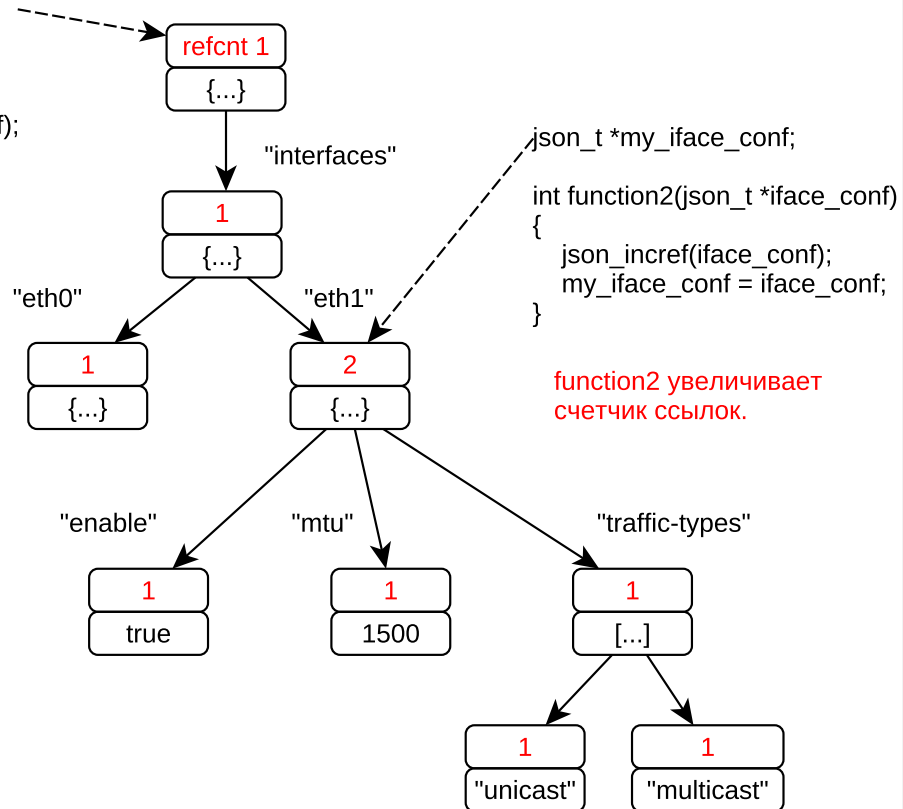 refcnt 1
{...}
f);
"interfaces"
json_t *my_iface_conf;
1
{...}
int function2(json_t *iface_conf)
{
json_incref(iface_conf);
my_iface_conf = iface_conf;
}
"eth0"
"eth1"
1
{...}
2
{...}
function2 увеличивает
счетчик ссылок.
"enable"
"mtu"
"traffic-types"
1
true
1
1500
1
[...]
1
"unicast"
1
"multicast"